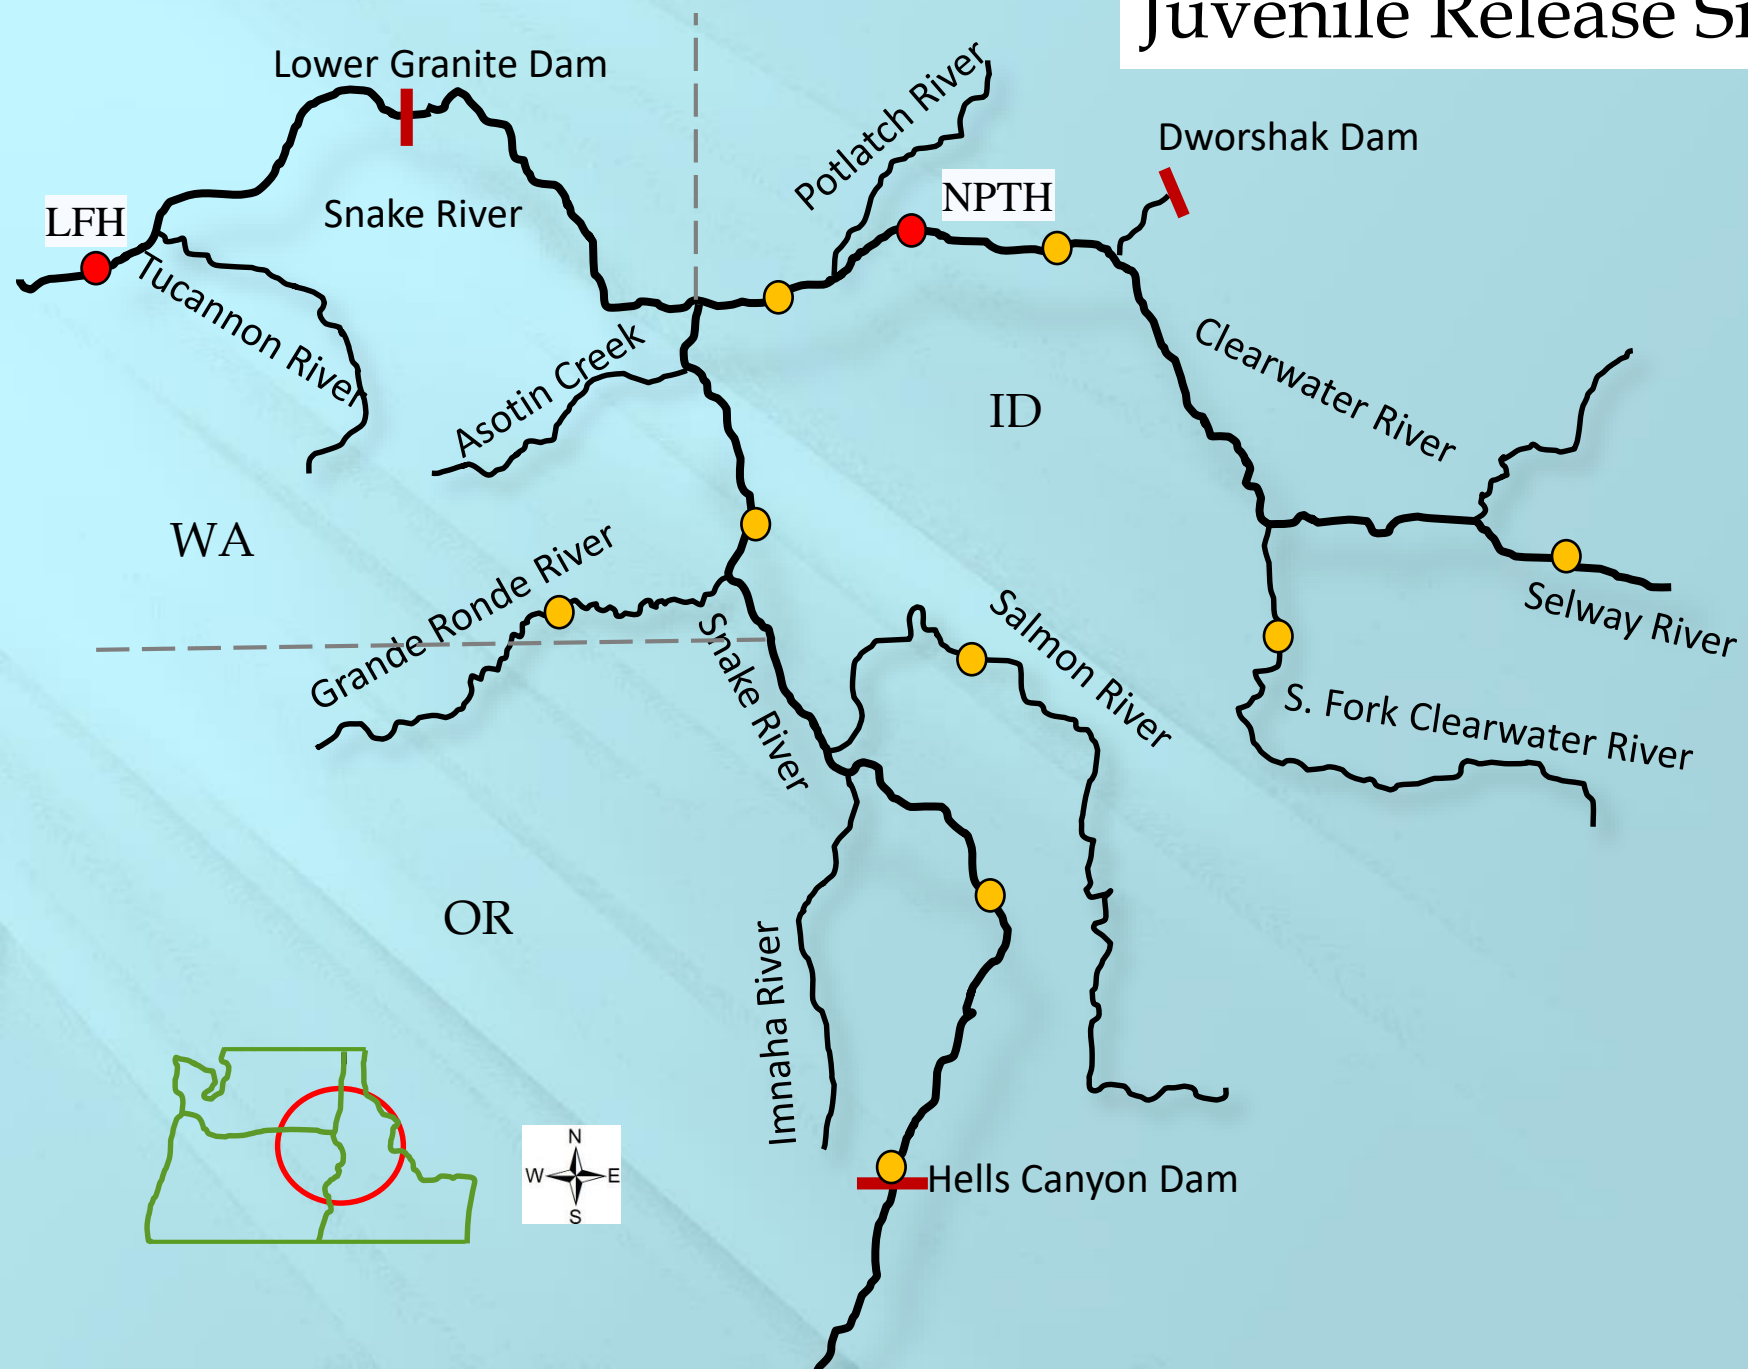 Juvenile Release Si
Lower Granite Dam
Potlatch River
Dworshak Dam
NPTH
LFH
Snake River
Tucannon River
Asotin Creek
Clearwater River
ID
WA
Grande Ronde River
Snake River
Salmon River
Selway River
S. Fork Clearwater River
OR
Imnaha River
Hells Canyon Dam
N
W E
S